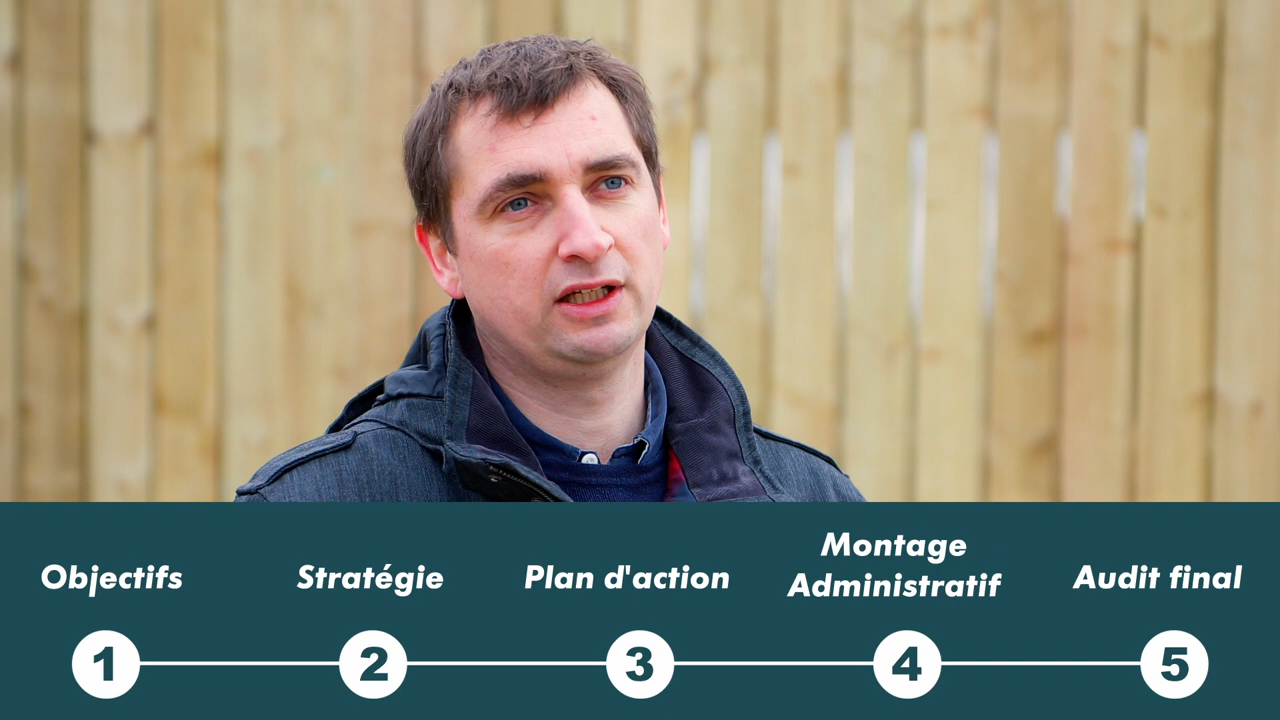 Objectifs
Stratégie
Plan d'action
Montage
Administratif
Audit final
1
2
3
4
5